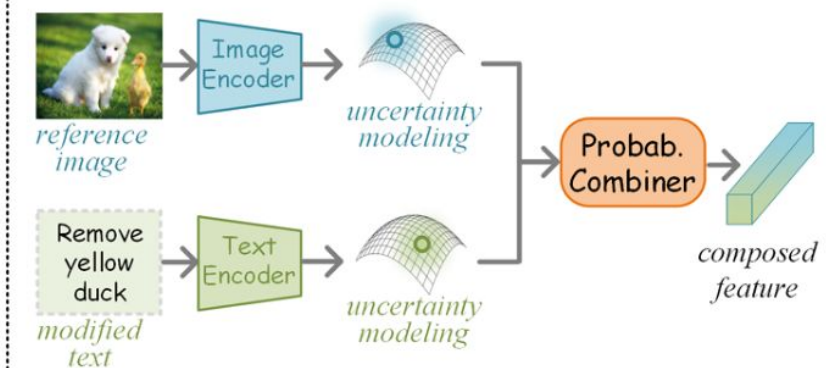 Image
Encoder
reference
image
uncertainty
modeling
Probab.
Combiner
composed
feature
Remove
yellow
duck
modified
text
Text
Encoder
uncertainty
modeling